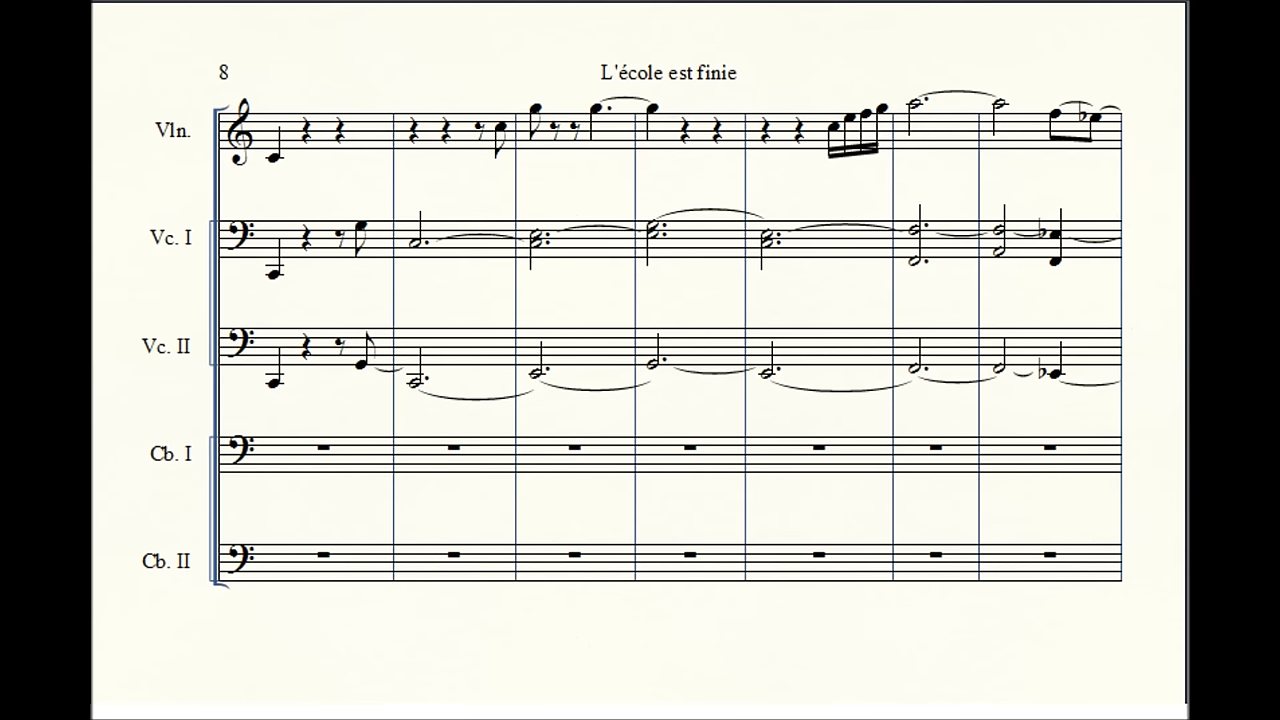 8 L'école est finie
Vln.
Vc. I
Vc. II
Cb. I
Cb. II